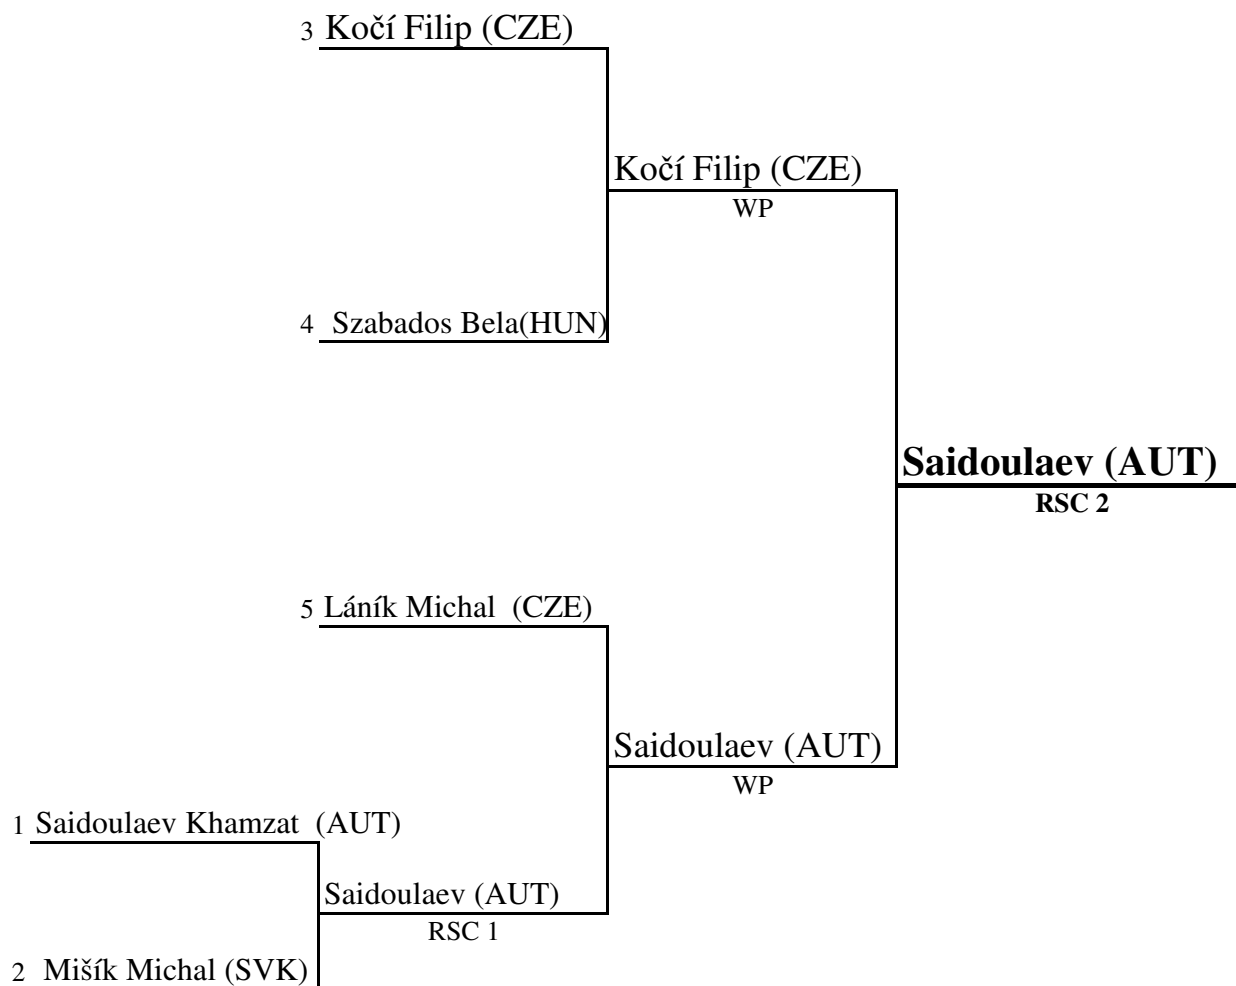 3 Kočí Filip (CZE)
Kočí Filip (CZE)
WP
4 Szabados Bela(HUN)
Saidoulaev (AUT)
RSC 2
5 Láník Michal (CZE)
Saidoulaev (AUT)
WP
1 Saidoulaev Khamzat (AUT)
Saidoulaev (AUT)
RSC 1
2 Mišík Michal (SVK)